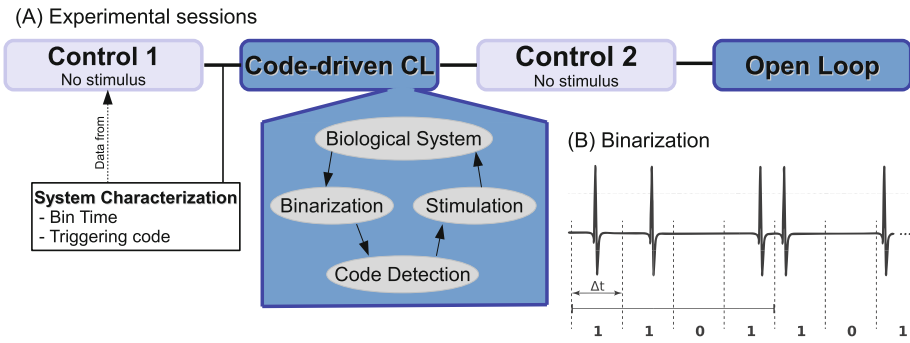 (A) Experimental sessions
Control 1
No stimulus
Code-driven CL
Control 2
No stimulus
Open Loop
Data from
System Characterization
- Bin Time
- Triggering code
Biological System
Binarization
Stimulation
Code Detection
(B) Binarization
Δt
1 1 0 1 1 0 1
...